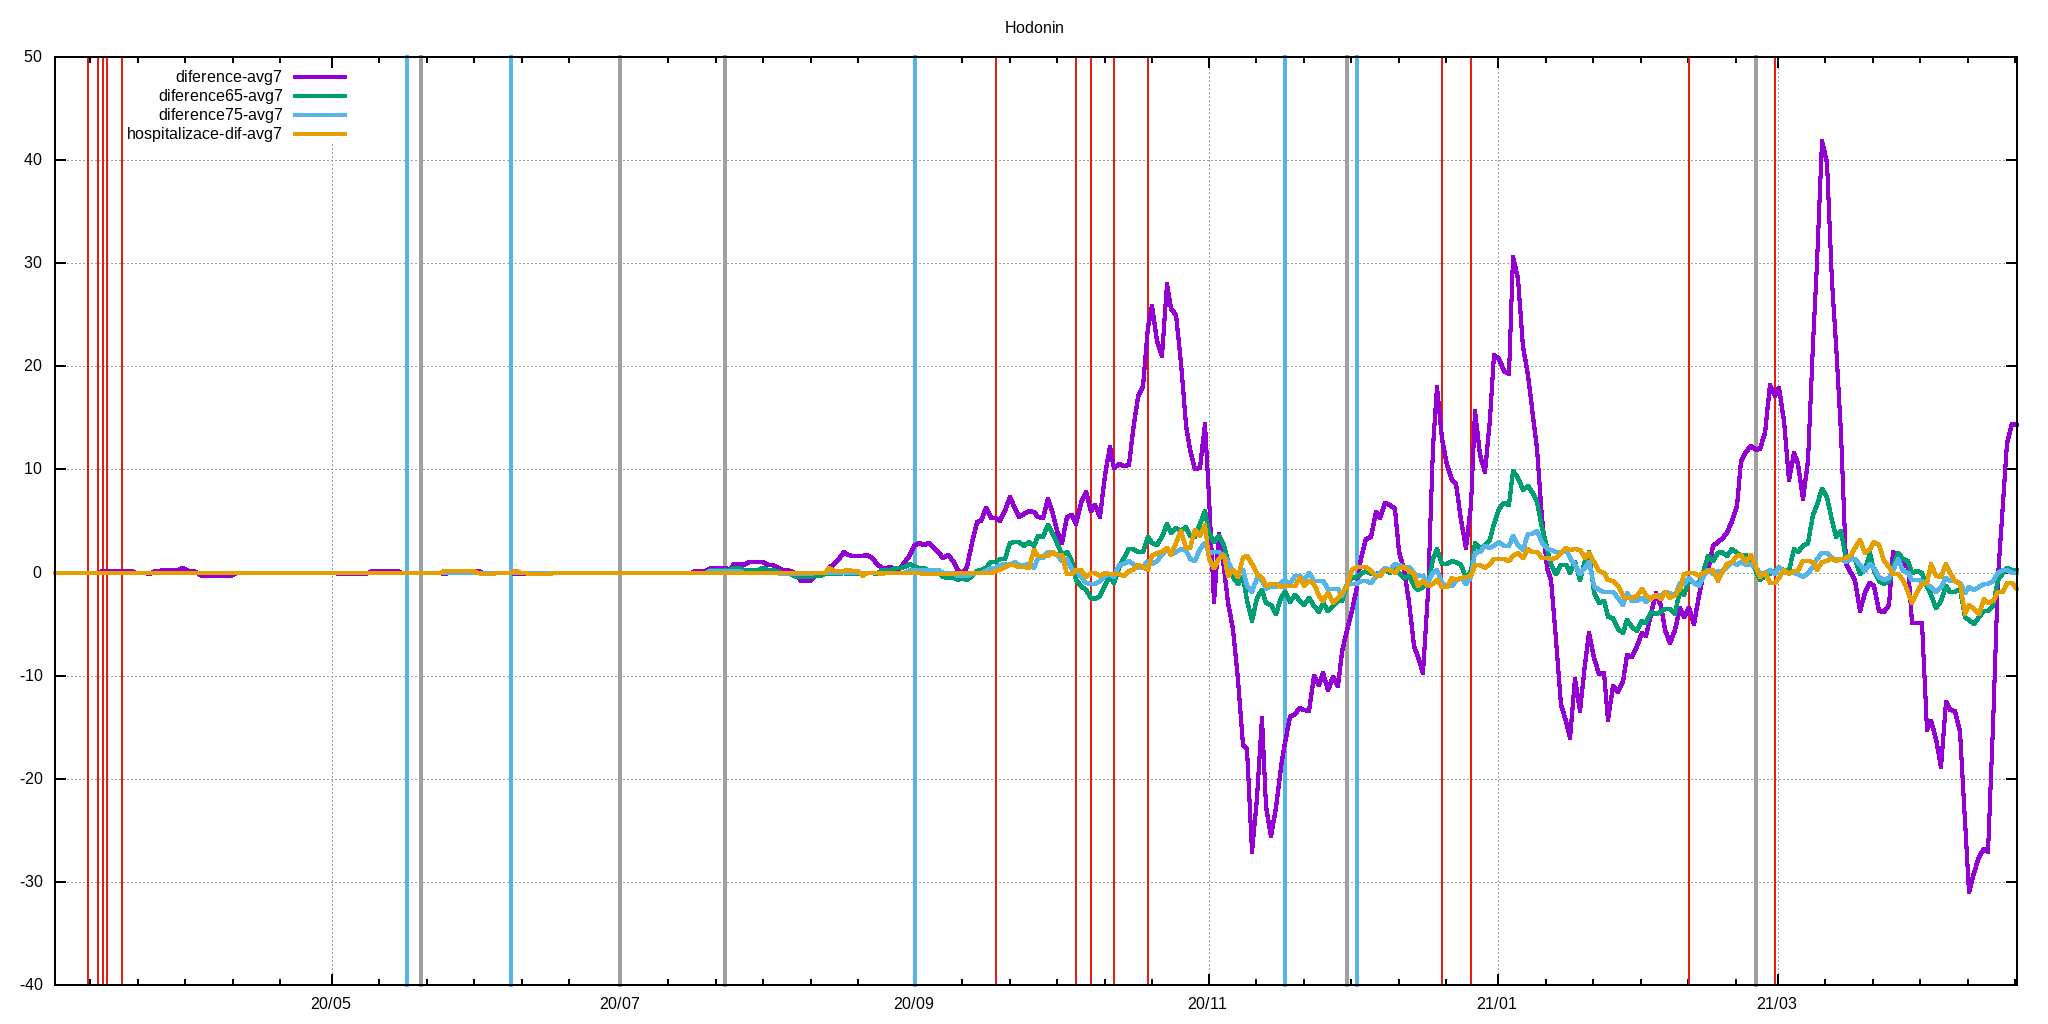 Hodonin
50
diference-avg7
diference65-avg7
diference75-avg7
hospitalizace-dif-avg7
40
30
20
10
0
-10
-20
-30
-40
20/05 20/07 20/09 20/11 21/01 21/03